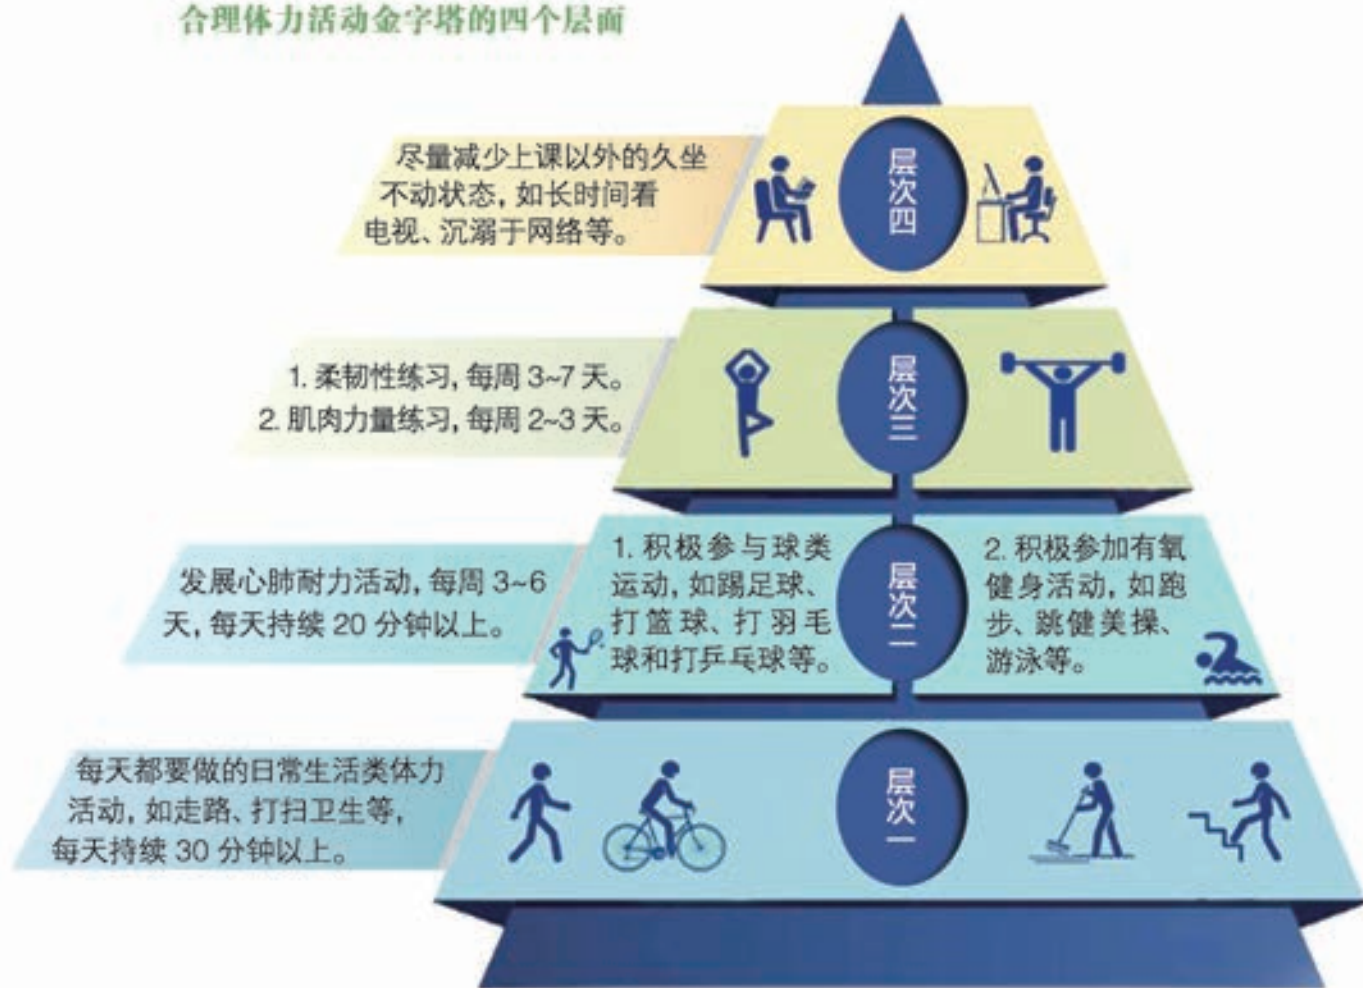 合理体力活动金字塔的四个层面
尽量减少上课以外的久坐
不动状态,如长时间看
电视、沉溺于网络等。
层次四
1. 柔韧性练习,每周 3~7 天。
2. 肌肉力量练习,每周 2~3 天。
层次三
发展心肺耐力活动,每周 3~6
天,每天持续 20 分钟以上。
1. 积极参与球类
运动,如踢足球、
打篮球、打羽毛
球和打乒乓球等。
层次二
2. 积极参加有氧
健身活动,如跑
步、跳健美操、
游泳等。
每天都要做的日常生活类体力
活动,如走路、打扫卫生等,
每天持续 30 分钟以上。
层次一